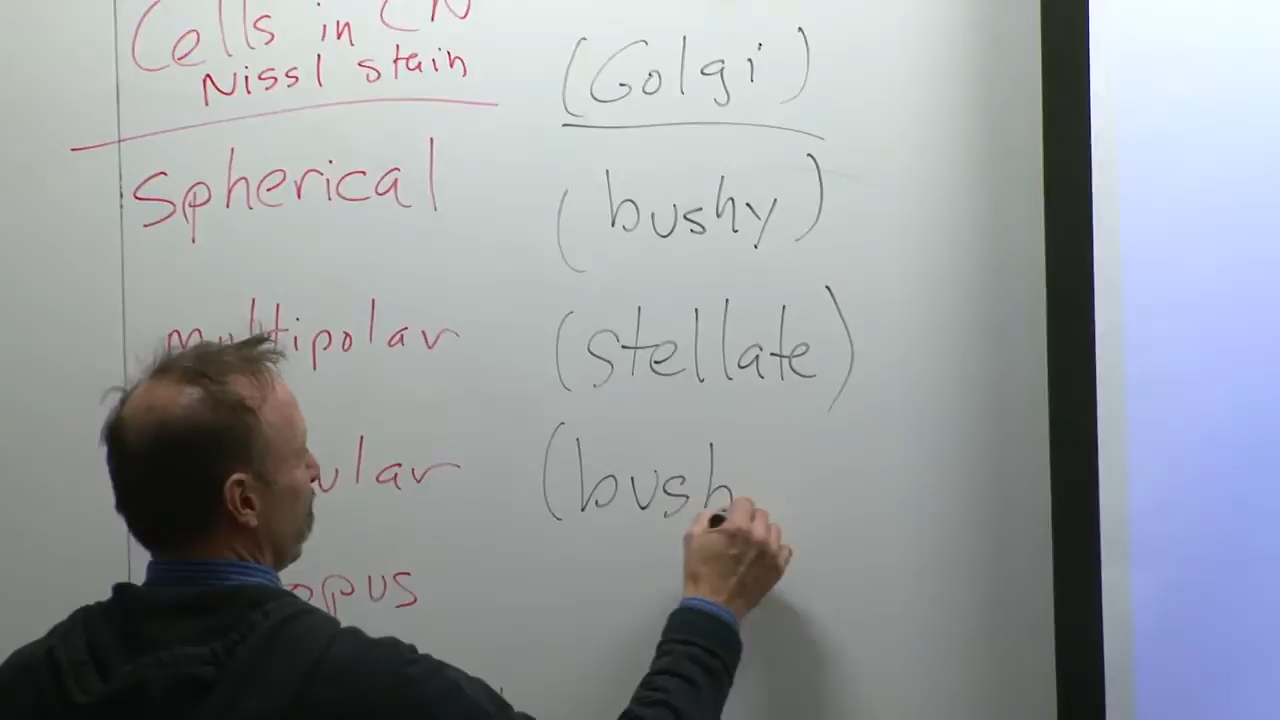 Cells in CN
Nissl stain (Golgi)
Spherical (bushy)
multipolar (stellate)
ular (bush
opus